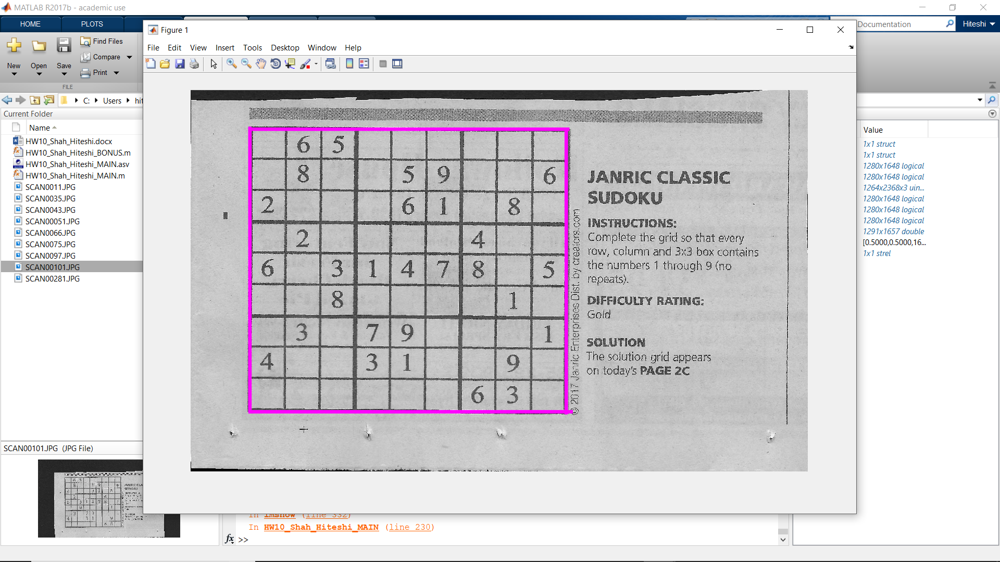 MATLAB R2017b - academic use
HOME PLOTS
Documentation
Hiteshi
New
Open
Save
Find Files
Compare
Print
FILE
C: Users hit
Current Folder
Name
HW10_Shah_Hiteshi.docx
HW10_Shah_Hiteshi_BONUS.m
HW10_Shah_Hiteshi_MAIN.asv
HW10_Shah_Hiteshi_MAIN.m
SCAN0011.JPG
SCAN0035.JPG
SCAN0043.JPG
SCAN00051.JPG
SCAN0066.JPG
SCAN0075.JPG
SCAN0097.JPG
SCAN00101.JPG
SCAN00281.JPG
SCAN00101.JPG (JPG File)
Figure 1
File Edit View Insert Tools Desktop Window Help
6 5
8 5 9 6
2 6 1 8
2 4
6 3 1 4 7 8 5
8 1
3 7 9 1
4 3 1 9
6 3
© 2017 Janric Enterprises Dist. by creators.com
JANRIC CLASSIC
SUDOKU
INSTRUCTIONS:
Complete the grid so that every
row, column and 3x3 box contains
the numbers 1 through 9 (no
repeats).
DIFFICULTY RATING:
Gold
SOLUTION
The solution grid appears
on today's PAGE 2C
In imshow (line 332)
In HW10_Shah_Hiteshi_MAIN (line 230)
fx >>
Value
1x1 struct
1x1 struct
1280x1648 logical
1280x1648 logical
1264x2368x3 uin...
1280x1648 logical
1280x1648 logical
1280x1648 logical
1291x1657 double
[0.5000,0.5000,16...
1x1 strel